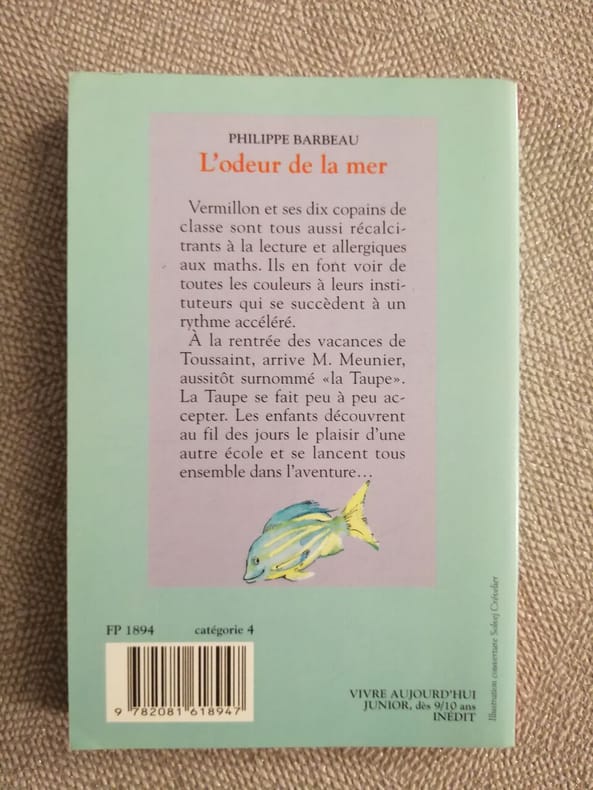 PHILIPPE BARBEAU
L'odeur de la mer
Vermillon et ses dix copains de
classe sont tous aussi récalci-
trants à la lecture et allergiques
aux maths. Ils en font voir de
toutes les couleurs à leurs insti-
tuteurs qui se succèdent à un
rythme accéléré.
À la rentrée des vacances de
Toussaint, arrive M. Meunier,
aussitôt surnommé «la Taupe».
La Taupe se fait peu à peu ac-
cepter. Les enfants découvrent
au fil des jours le plaisir d'une
autre école et se lancent tous
ensemble dans l'aventure...
FP 1894 catégorie 4
9 782081 618947
VIVRE AUJOURD'HUI
JUNIOR, dès 9/10 ans
INÉDIT
Illustration couverture Solvej Crévelier